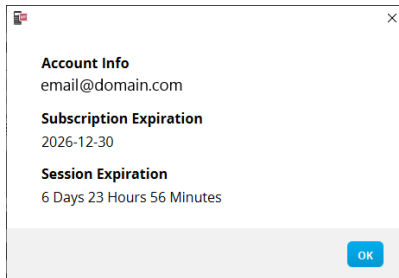 Account Info
email@domain.com
Subscription Expiration
2026-12-30
Session Expiration
6 Days 23 Hours 56 Minutes
OK